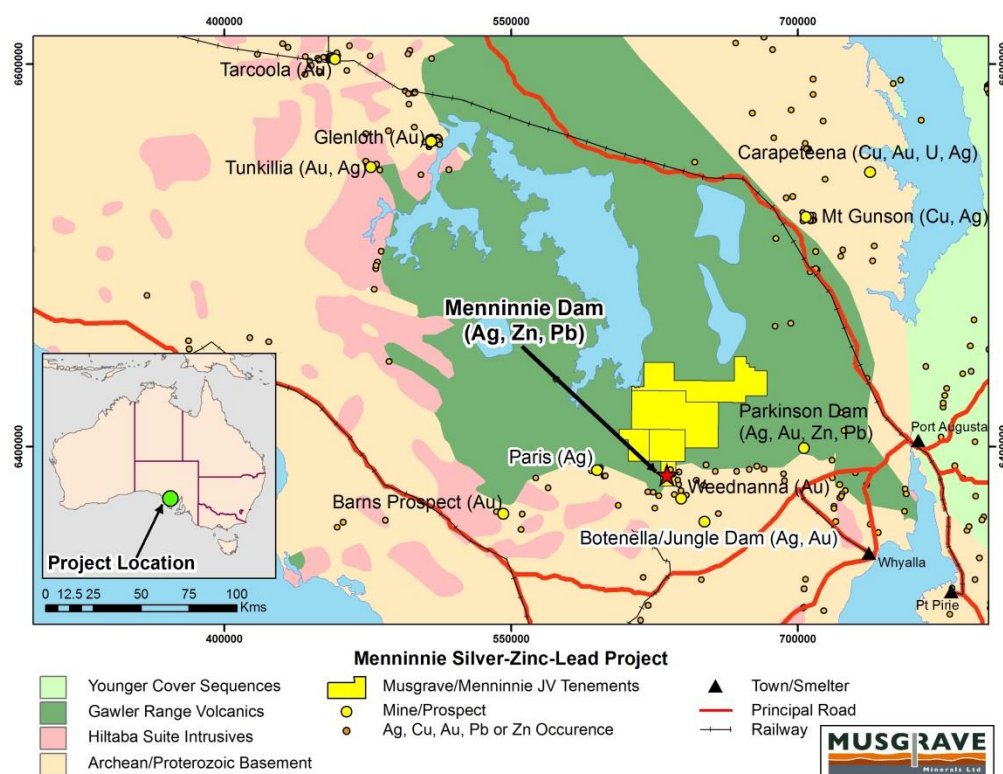 400000
550000
700000
6600000
6600000
Tarcoola (Au)
Glenloth (Au)
Tunkillia (Au, Ag)
Carapeteena (Cu, Au, U, Ag)
Mt Gunson (Cu, Ag)
Menninnie Dam
(Ag, Zn, Pb)
Parkinson Dam
(Ag, Au, Zn, Pb)
Port Augusta
6400000
6400000
Paris (Ag)
Weednanna (Au)
Barns Prospect (Au)
Botenella/Jungle Dam (Ag, Au)
Whyalla
Pt Pirie
Project Location
0 12.5 25 50 75 100
Kms
400000
550000
700000
Menninnie Silver-Zinc-Lead Project
Younger Cover Sequences
Gawler Range Volcanics
Hiltaba Suite Intrusives
Archean/Proterozoic Basement
Musgrave/Menninnie JV Tenements
Mine/Prospect
Ag, Cu, Au, Pb or Zn Occurence
Town/Smelter
Principal Road
Railway
MUSGRAVE
Minerals Ltd